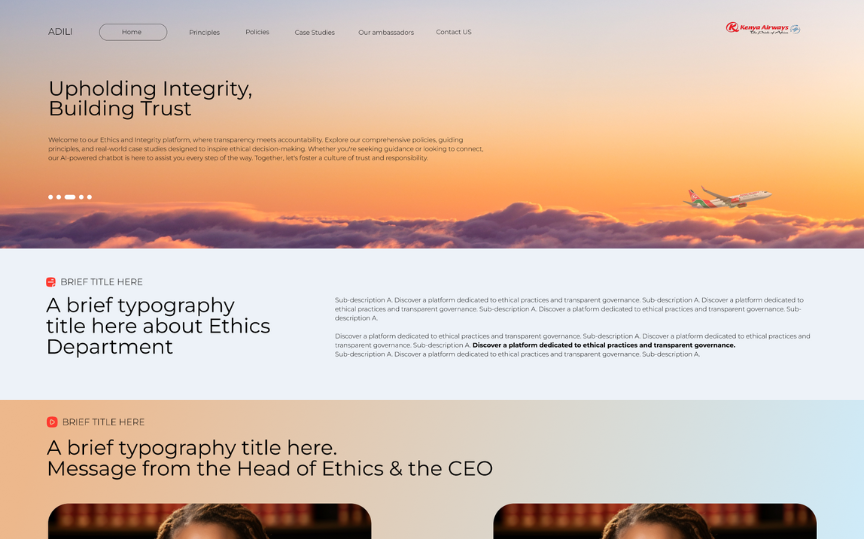 ADILI
Home
Principles
Policies
Case Studies
Our ambassadors
Contact US
Kenya Airways
The Pride of Africa
Upholding Integrity,
Building Trust
Welcome to our Ethics and Integrity platform, where transparency meets accountability. Explore our comprehensive policies, guiding
principles, and real-world case studies designed to inspire ethical decision-making. Whether you're seeking guidance or looking to connect,
our AI-powered chatbot is here to assist you every step of the way. Together, let's foster a culture of trust and responsibility.
BRIEF TITLE HERE
A brief typography
title here about Ethics
Department
Sub-description A. Discover a platform dedicated to ethical practices and transparent governance. Sub-description A. Discover a platform dedicated to
ethical practices and transparent governance. Sub-description A. Discover a platform dedicated to ethical practices and transparent governance. Sub-
description A.
Discover a platform dedicated to ethical practices and transparent governance. Sub-description A. Discover a platform dedicated to ethical practices and
transparent governance. Sub-description A. Discover a platform dedicated to ethical practices and transparent governance.
Sub-description A. Discover a platform dedicated to ethical practices and transparent governance. Sub-description A.
BRIEF TITLE HERE
A brief typography title here.
Message from the Head of Ethics & the CEO